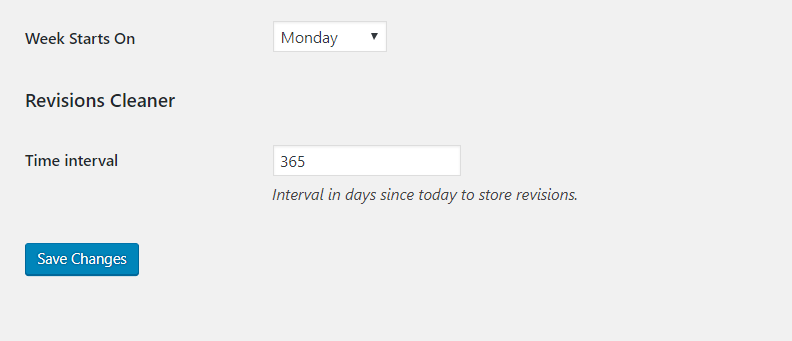 Week Starts On Monday
Revisions Cleaner
Time interval 365
Interval in days since today to store revisions.
Save Changes